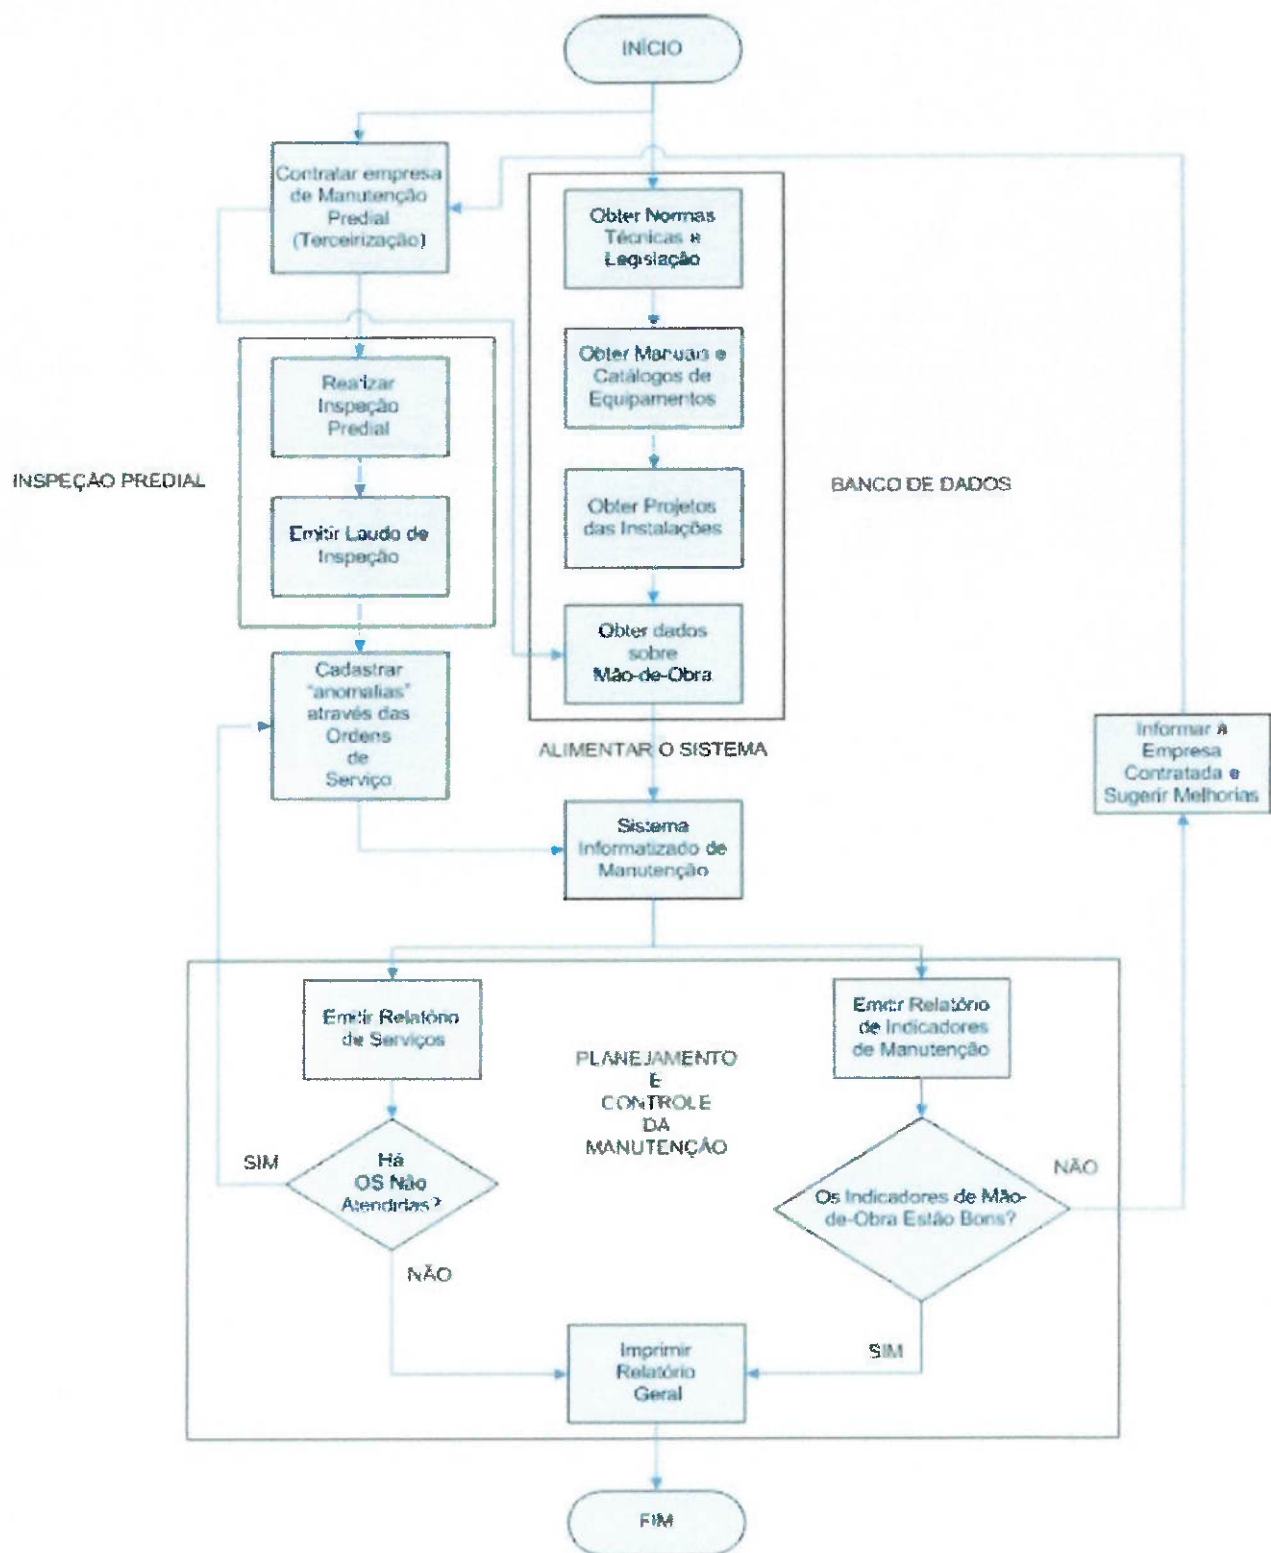 INÍCIO
Contratar empresa
de Manutenção
Predial
(Terceirização)
Obter Normas
Técnicas e
Legislação
Obter Manuais e
Catálogos de
Equipamentos
Realizar
Inspeção
Predial
INSPEÇÃO PREDIAL
BANCO DE DADOS
Obter Projetos
das Instalações
Emitir Laudo de
Inspeção
Obter dados
sobre
Mão-de-Obra
Cadastrar
"anomalias"
através das
Ordens
de
Serviço
ALIMENTAR O SISTEMA
Informar a
Empresa
Contratada e
Sugerir Melhorias
Sistema
Informatizado de
Manutenção
Emitir Relatório
de Serviços
Emitir Relatório
de Indicadores
de Manutenção
PLANEJAMENTO
E
CONTROLE
DA
MANUTENÇÃO
SIM
Há
OS Não
Atendidas?
NÃO
Os Indicadores de Mão-
de-Obra Estão Bons?
NÃO
SIM
Imprimir
Relatório
Geral
FIM